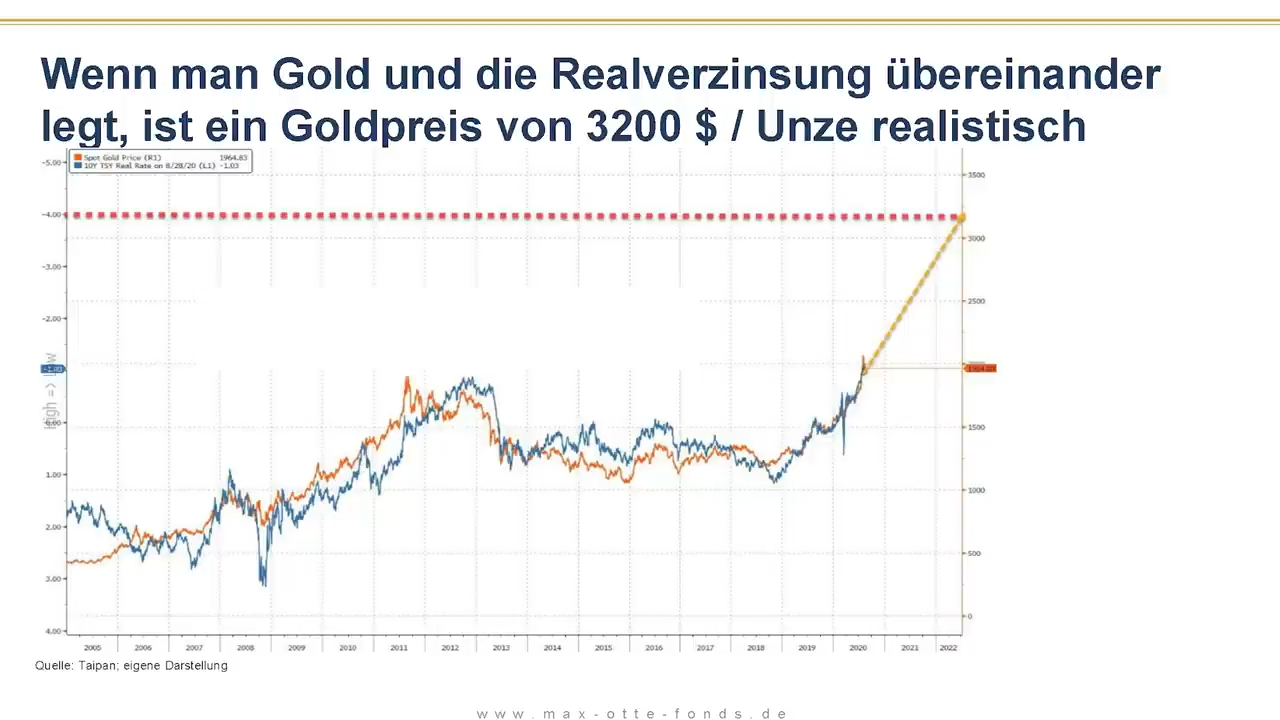 Wenn man Gold und die Realverzinsung übereinander
legt, ist ein Goldpreis von 3200 $ / Unze realistisch
Spot Gold Price (R1) 1964.83
10Y TSY Real Rate on 8/28/20 (L1) -1.03
-5.00
-4.00
-3.00
-2.00
0.00
1.00
2.00
3.00
4.00
High => Low
3500
3000
2500
1500
1000
500
0
2005 2006 2007 2008 2009 2010 2011 2012 2013 2014 2015 2016 2017 2018 2019 2020 2021 2022
Quelle: Taipan; eigene Darstellung
www.max-otte-fonds.de